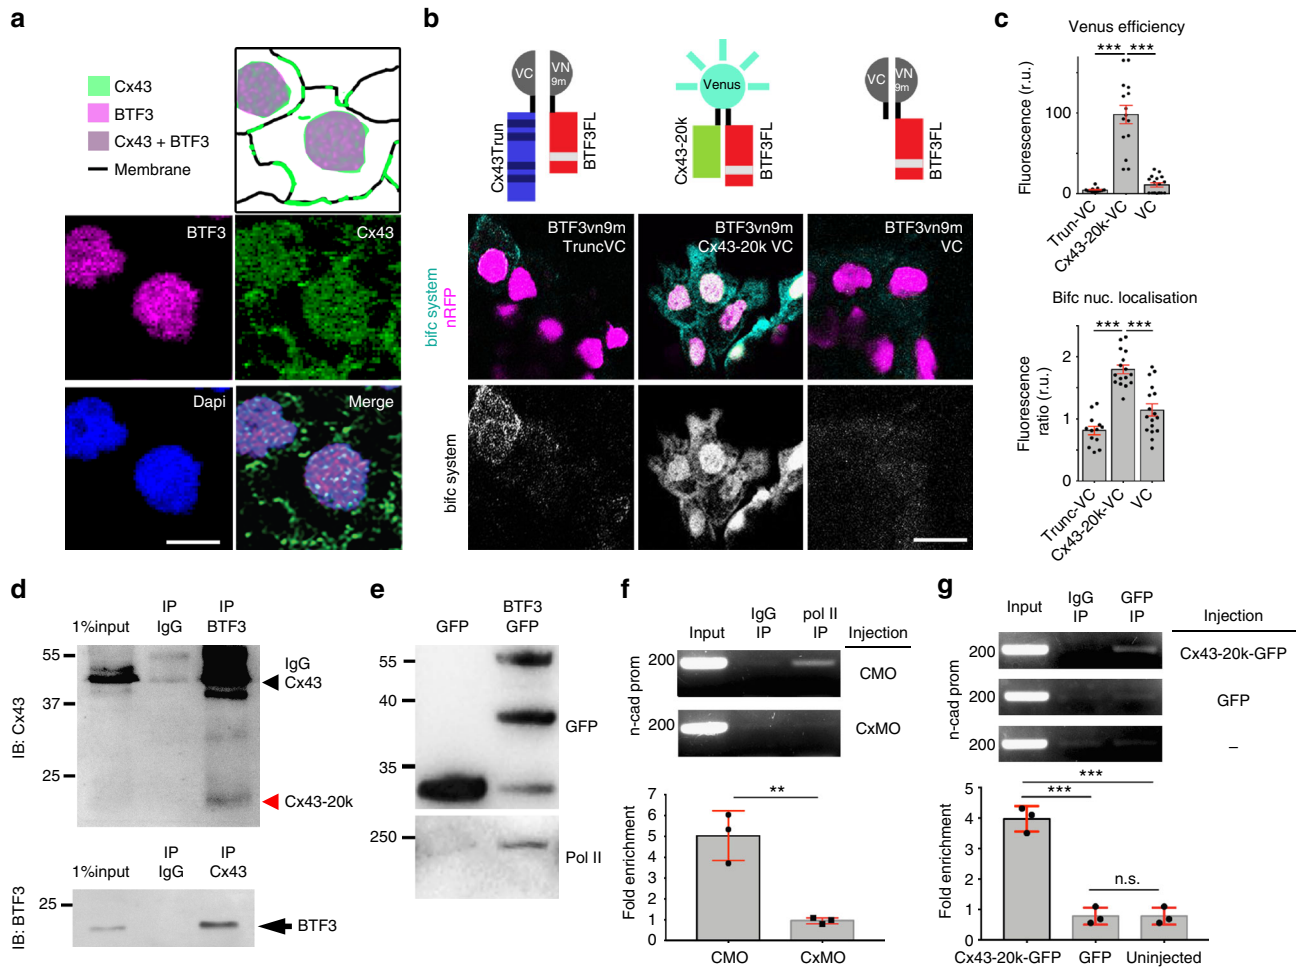 a
Cx43
BTF3
Cx43 + BTF3
Membrane
BTF3
Cx43
Dapi
Merge
b
VC
VN
9m
Cx43Trun
BTF3FL
Venus
Cx43-20k
BTF3FL
VC
VN
9m
BTF3FL
bifc system
nRFP
BTF3vn9m
TruncVC
BTF3vn9m
Cx43-20k VC
BTF3vn9m
VC
bifc system
c
Venus efficiency
*** ***
Fluorescence (r.u.)
100
0
Trun-VC
Cx43-20k-VC
VC
Bifc nuc. localisation
*** ***
Fluorescence
ratio (r.u.)
2
1
0
Trunc-VC
Cx43-20k-VC
VC
d
1%input
IP
IgG
IP
BTF3
IB: Cx43
55
37
25
IgG
Cx43
Cx43-20k
1%input
IP
IgG
IP
Cx43
IB: BTF3
25
BTF3
e
GFP
BTF3
GFP
55
40
35
GFP
250
Pol II
f
Input
IgG
IP
pol II
IP
Injection
n-cad prom
200
CMO
200
CxMO
**
Fold enrichment
7
6
5
4
3
2
1
0
CMO
CxMO
g
Input
IgG
IP
GFP
IP
Injection
n-cad prom
200
Cx43-20k-GFP
200
GFP
200
–
***
***
n.s.
Fold enrichment
5
4
3
2
1
0
Cx43-20k-GFP
GFP
Uninjected